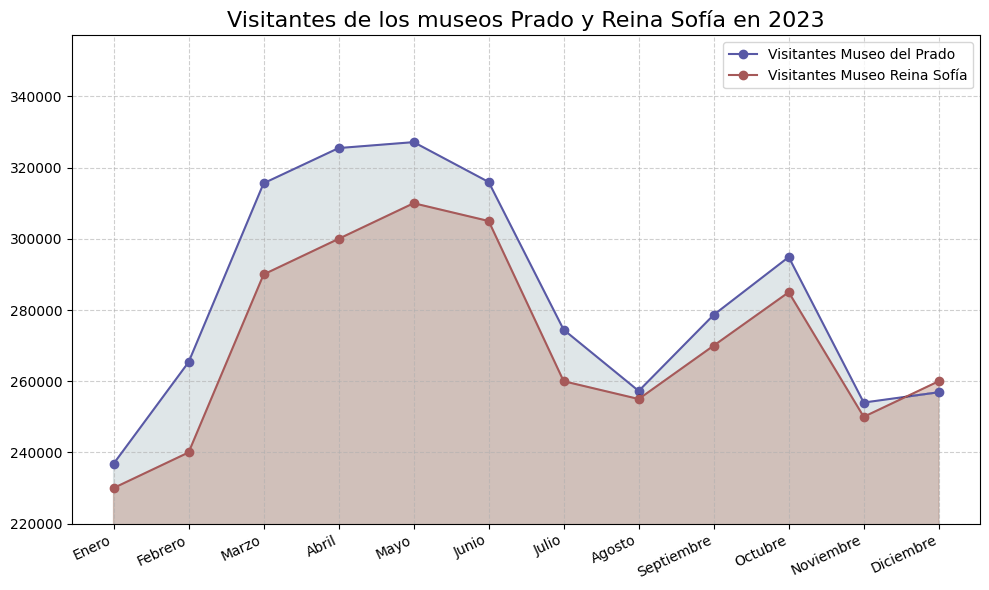 Visitantes de los museos Prado y Reina Sofía en 2023
Visitantes Museo del Prado
Visitantes Museo Reina Sofía
340000
320000
300000
280000
260000
240000
220000
Enero
Febrero
Marzo
Abril
Mayo
Junio
Julio
Agosto
Septiembre
Octubre
Noviembre
Diciembre